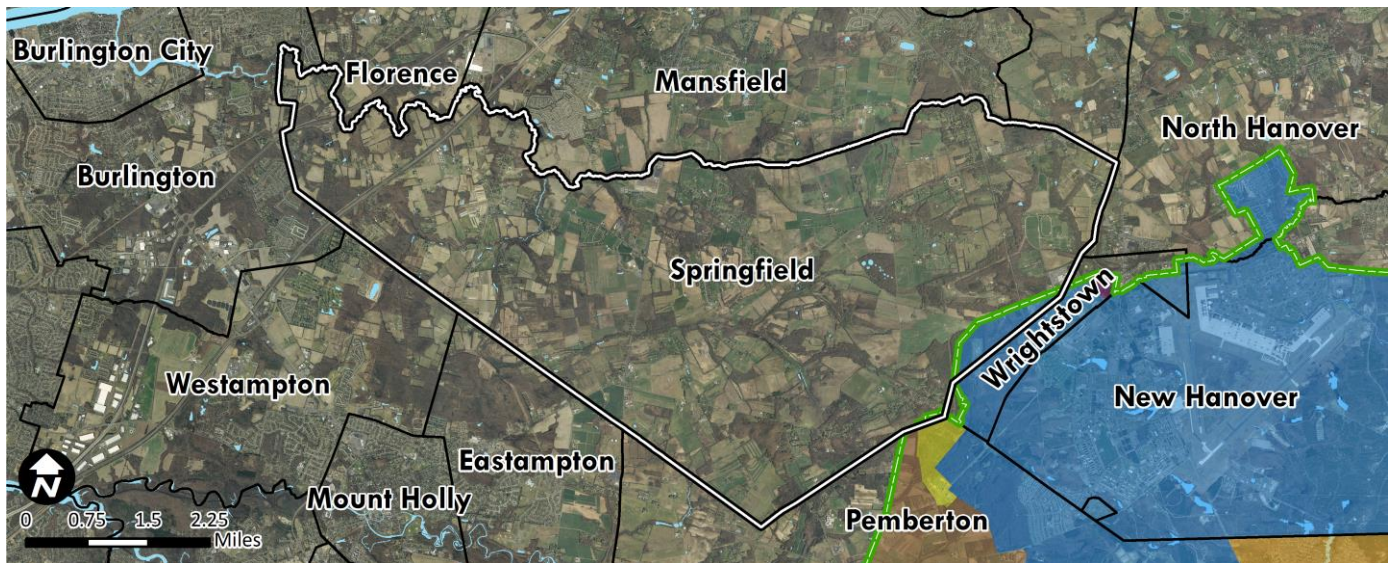 Burlington City
Florence
Mansfield
North Hanover
Burlington
Springfield
Wrightstown
Westampton
New Hanover
Eastampton
Mount Holly
Pemberton
N
0 0.75 1.5 2.25
Miles